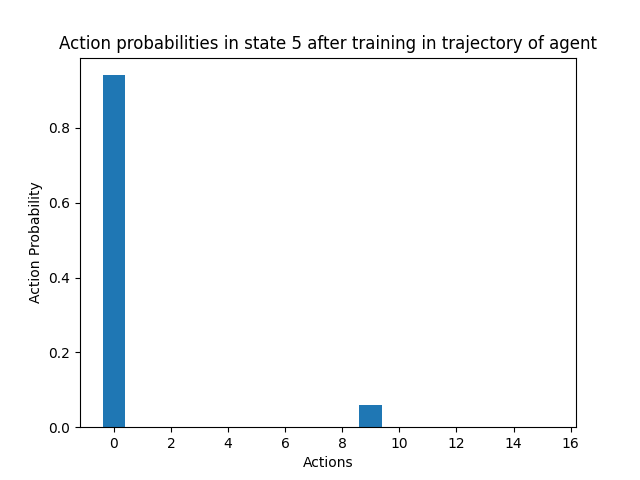 Action probabilities in state 5 after training in trajectory of agent
0.8
0.6
0.4
0.2
0.0
Action Probability
0 2 4 6 8 10 12 14 16
Actions